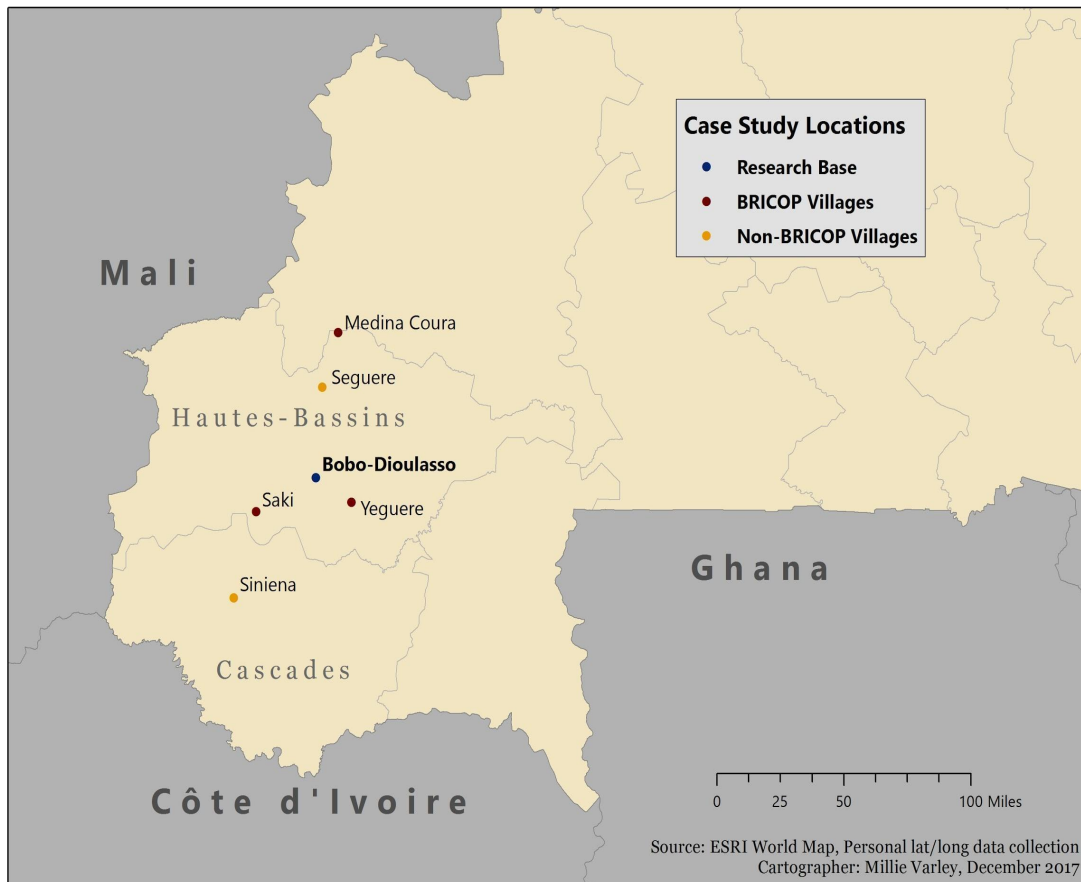 Case Study Locations
Research Base
BRICOP Villages
Non-BRICOP Villages
Mali
Medina Coura
Seguere
Hautes-Bassins
Bobo-Dioulasso
Saki
Yeguere
Ghana
Siniena
Cascades
Côte d'Ivoire
0 25 50 100 Miles
Source: ESRI World Map, Personal lat/long data collection
Cartographer: Millie Varley, December 2017